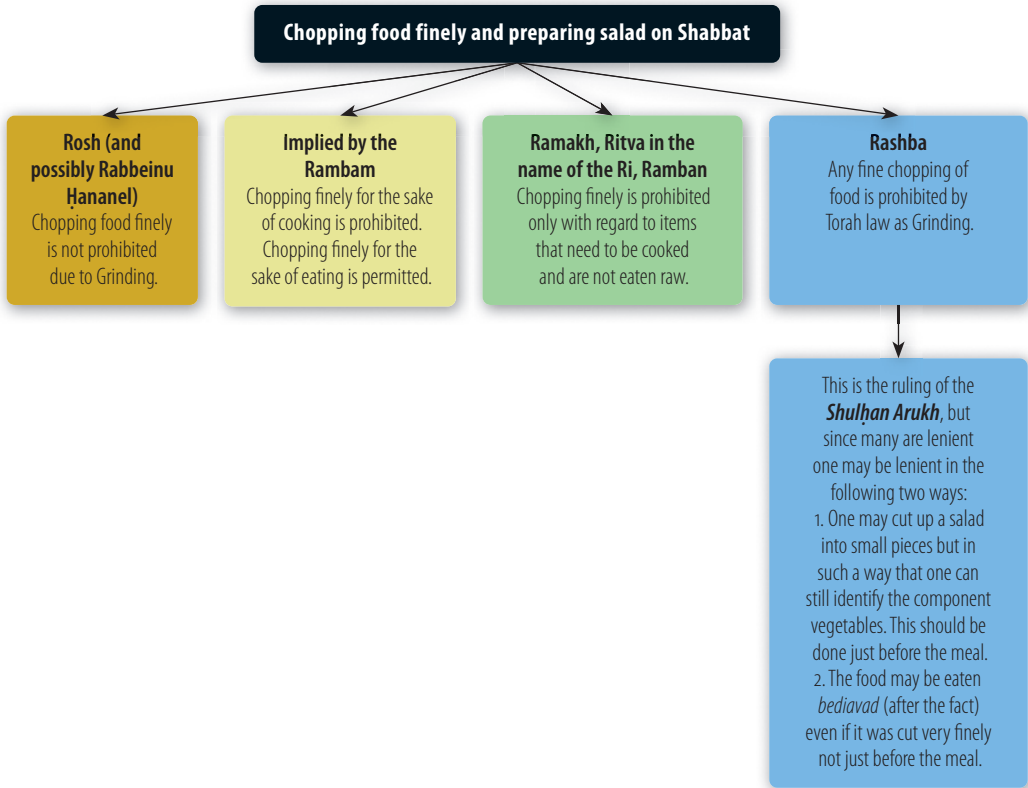 Chopping food finely and preparing salad on Shabbat
Rosh (and
possibly Rabbeinu
Ḥananel)
Chopping food finely
is not prohibited
due to Grinding.
Implied by the
Rambam
Chopping finely for the sake
of cooking is prohibited.
Chopping finely for the
sake of eating is permitted.
Ramakh, Ritva in the
name of the Ri, Ramban
Chopping finely is prohibited
only with regard to items
that need to be cooked
and are not eaten raw.
Rashba
Any fine chopping of
food is prohibited by
Torah law as Grinding.
This is the ruling of the
Shulḥan Arukh, but
since many are lenient
one may be lenient in the
following two ways:
1. One may cut up a salad
into small pieces but in
such a way that one can
still identify the component
vegetables. This should be
done just before the meal.
2. The food may be eaten
bediavad (after the fact)
even if it was cut very finely
not just before the meal.